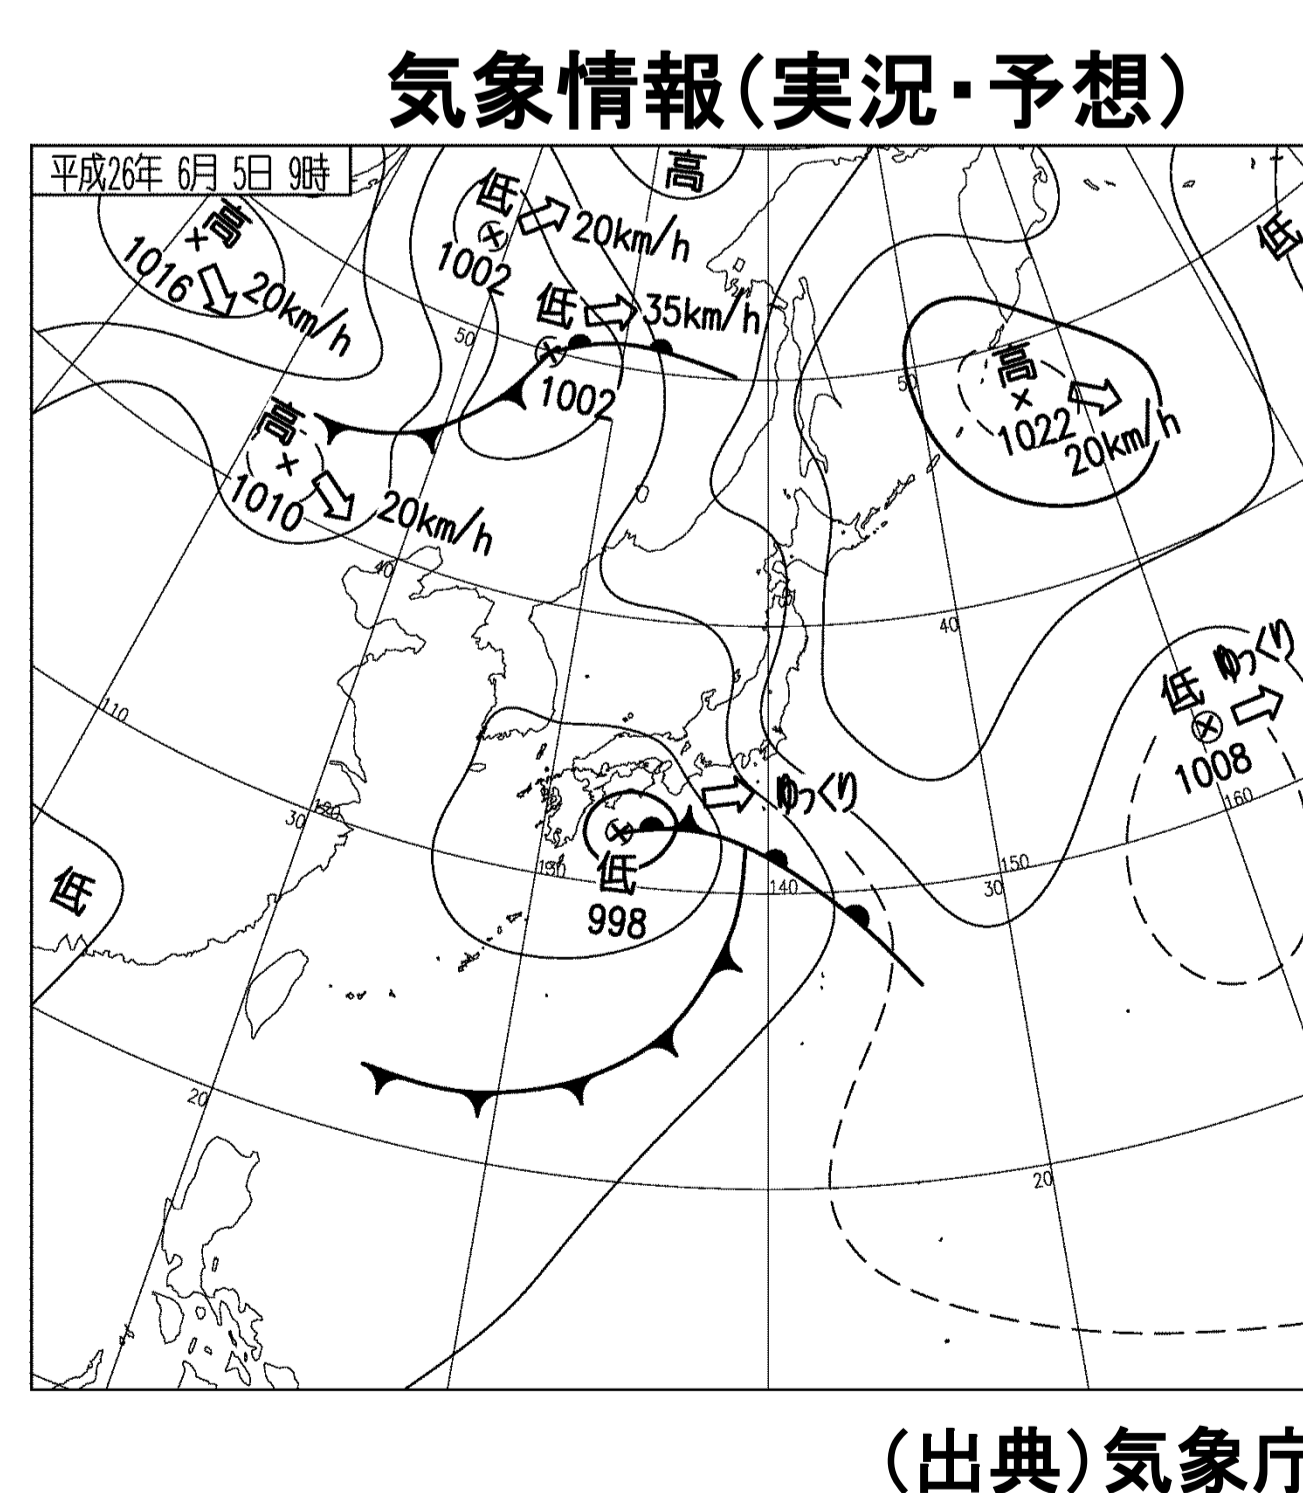 気象情報(実況・予想)
平成26年 6月 5日 9時
高
低
20km/h
1002
高
1016
20km/h
低
35km/h
1002
低
50
50
高
1022
20km/h
高
1010
20km/h
40
40
低
ゆっくり
1008
110
120
30
130
140
150
30
160
ゆっくり
低
998
低
20
20
(出典)気象庁